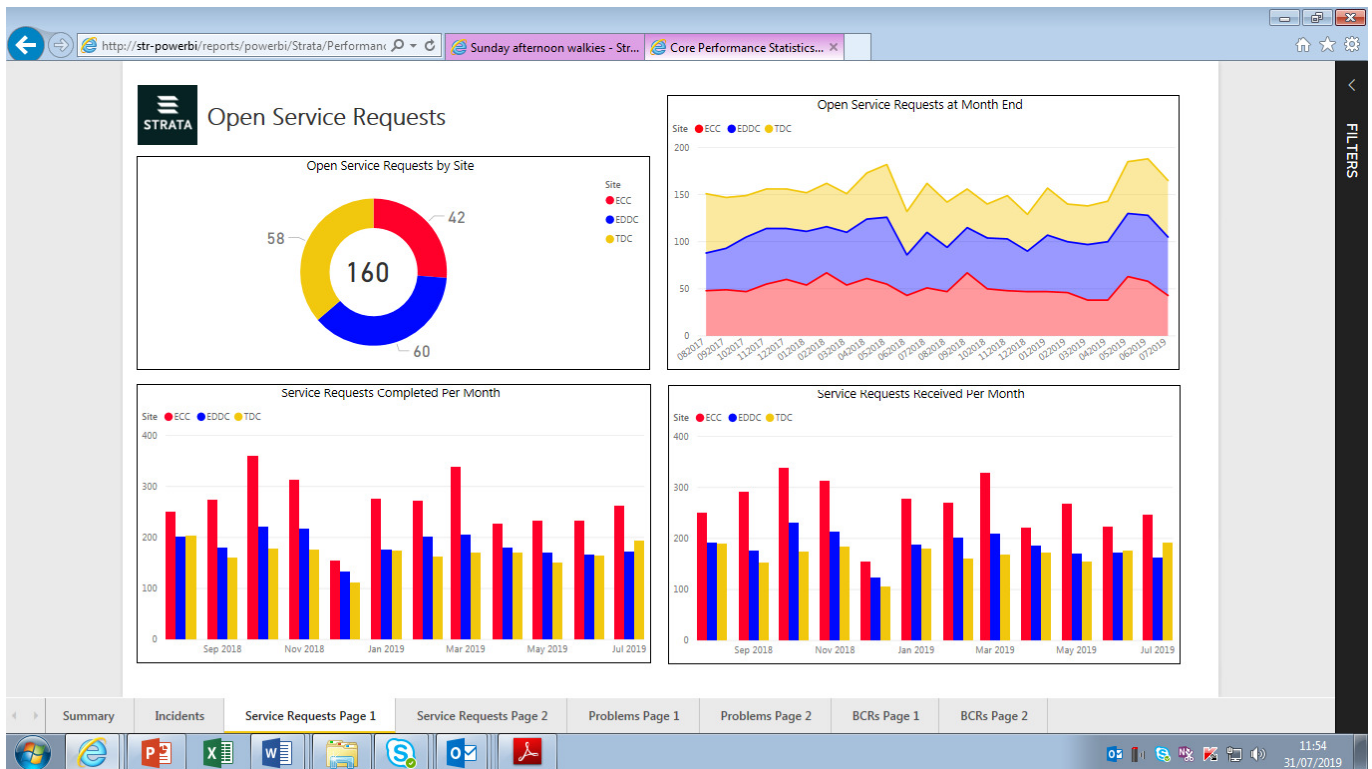 http://str-powerbi/reports/powerbi/Strata/Performanc
Sunday afternoon walkies - Str...
Core Performance Statistics...
FILTERS
STRATA
Open Service Requests
Open Service Requests by Site
Site
ECC
EDDC
TDC
42
58
160
60
Open Service Requests at Month End
Site ECC EDDC TDC
200
150
100
50
0
082017 092017 102017 112017 122017 012018 022018 032018 042018 052018 062018 072018 082018 092018 102018 112018 122018 012019 022019 032019 042019 052019 062019 072019
Service Requests Completed Per Month
Site ECC EDDC TDC
400
300
200
100
0
Sep 2018 Nov 2018 Jan 2019 Mar 2019 May 2019 Jul 2019
Service Requests Received Per Month
Site ECC EDDC TDC
400
300
200
100
0
Sep 2018 Nov 2018 Jan 2019 Mar 2019 May 2019 Jul 2019
Summary Incidents Service Requests Page 1 Service Requests Page 2 Problems Page 1 Problems Page 2 BCRs Page 1 BCRs Page 2
11:54
31/07/2019